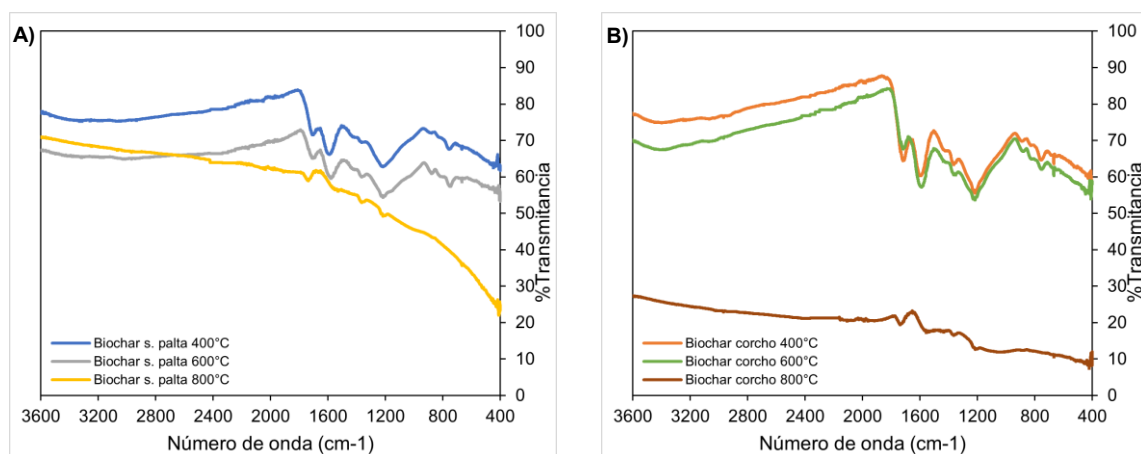 A)
100
90
80
70
60
50
40
30
20
10
0
%Transmitancia
Biochar s. palta 400°C
Biochar s. palta 600°C
Biochar s. palta 800°C
3600 3200 2800 2400 2000 1600 1200 800 400
Número de onda (cm-1)
B)
100
90
80
70
60
50
40
30
20
10
0
%Transmitancia
Biochar corcho 400°C
Biochar corcho 600°C
Biochar corcho 800°C
3600 3200 2800 2400 2000 1600 1200 800 400
Número de onda (cm-1)